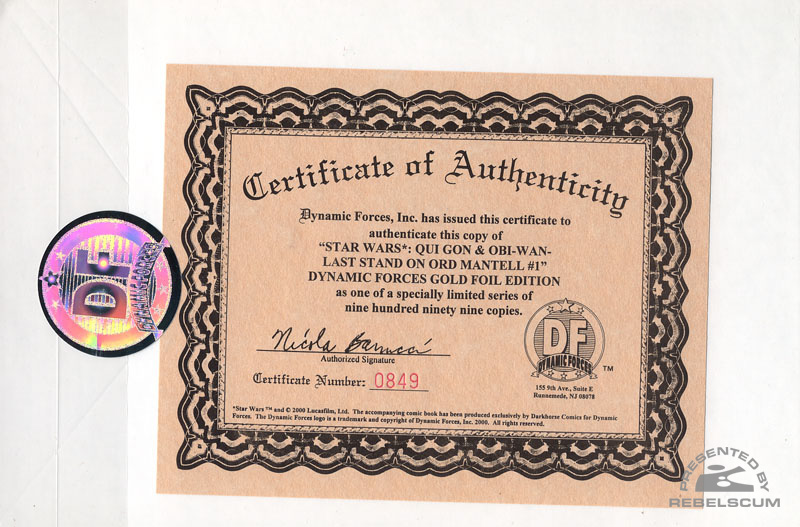 Certificate of Authenticity
Dynamic Forces, Inc. has issued this certificate to
authenticate this copy of
“STAR WARS*: QUI GON & OBI-WAN-
LAST STAND ON ORD MANTELL #1”
DYNAMIC FORCES GOLD FOIL EDITION
as one of a specially limited series of
nine hundred ninety nine copies.
Authorized Signature
Certificate Number: 0849
DF
DYNAMIC FORCES
TM
155 9th Ave., Suite E
Runnemede, NJ 08078
*Star Wars ™ and © 2000 Lucasfilm, Ltd. The accompanying comic book has been produced exclusively by Darkhorse Comics for Dynamic
Forces. The Dynamic Forces logo is a trademark and copyright of Dynamic Forces, Inc. 2000. All rights reserved.
DF
DYNAMIC FORCES
PRESENTED BY
REBELSCUM